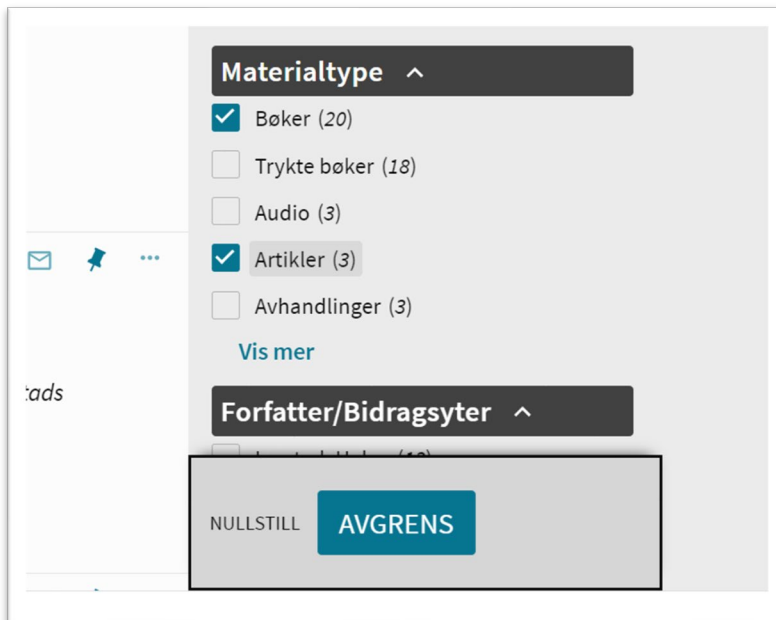 Materialtype
Bøker (20)
Trykte bøker (18)
Audio (3)
Artikler (3)
Avhandlinger (3)
Vis mer
tads
Forfatter/Bidragsyter
NULLSTILL AVGRENS